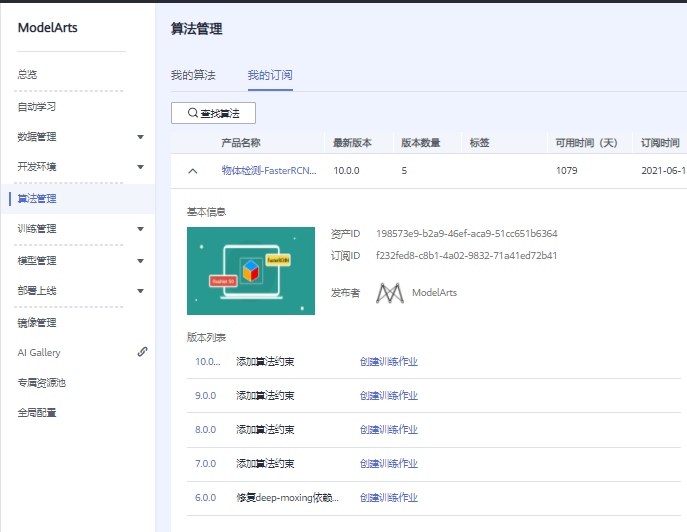 ModelArts
总览
自动学习
数据管理
开发环境
算法管理
训练管理
模型管理
部署上线
镜像管理
AI Gallery
专属资源池
全局配置
算法管理
我的算法 我的订阅
查找算法
产品名称 最新版本 版本数量 标签 可用时间（天） 订阅时间
物体检测-FasterRCN... 10.0.0 5 1079 2021-06-1
基本信息
FasterRCNN
ResNet 50
资产ID 198573e9-b2a9-46ef-aca9-51cc651b6364
订阅ID f232fed8-c8b1-4a02-9832-71a41ed72b41
发布者 ModelArts
版本列表
10.0... 添加算法约束 创建训练作业
9.0.0 添加算法约束 创建训练作业
8.0.0 添加算法约束 创建训练作业
7.0.0 添加算法约束 创建训练作业
6.0.0 修复deep-moxing依赖... 创建训练作业